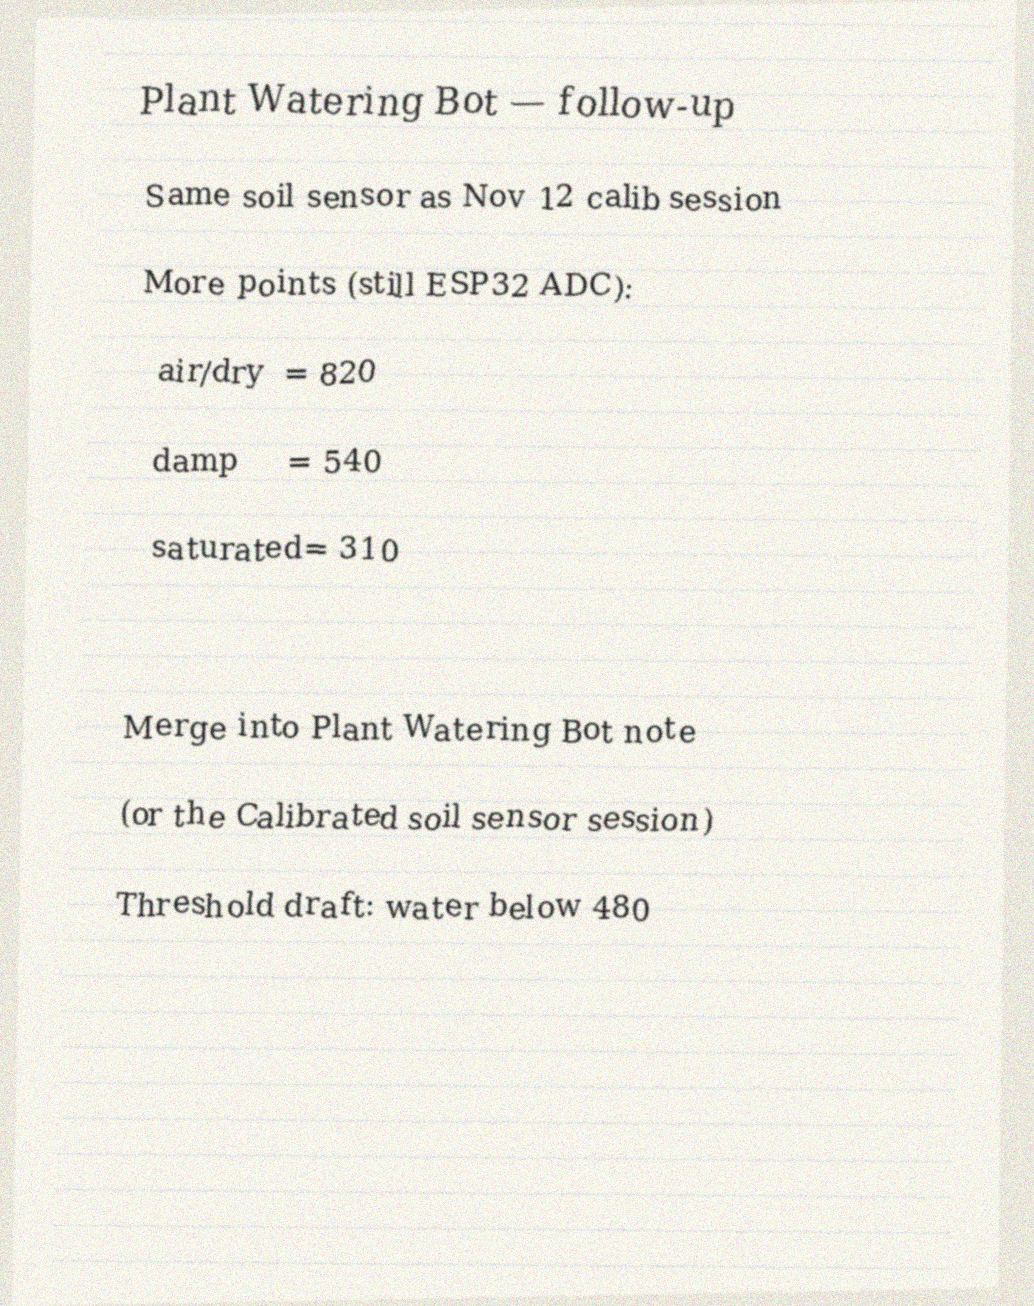 Plant Watering Bot — follow-up
Same soil sensor as Nov 12 calib session
More points (still ESP32 ADC):
air/dry = 820
damp = 540
saturated= 310
Merge into Plant Watering Bot note
(or the Calibrated soil sensor session)
Threshold draft: water below 480